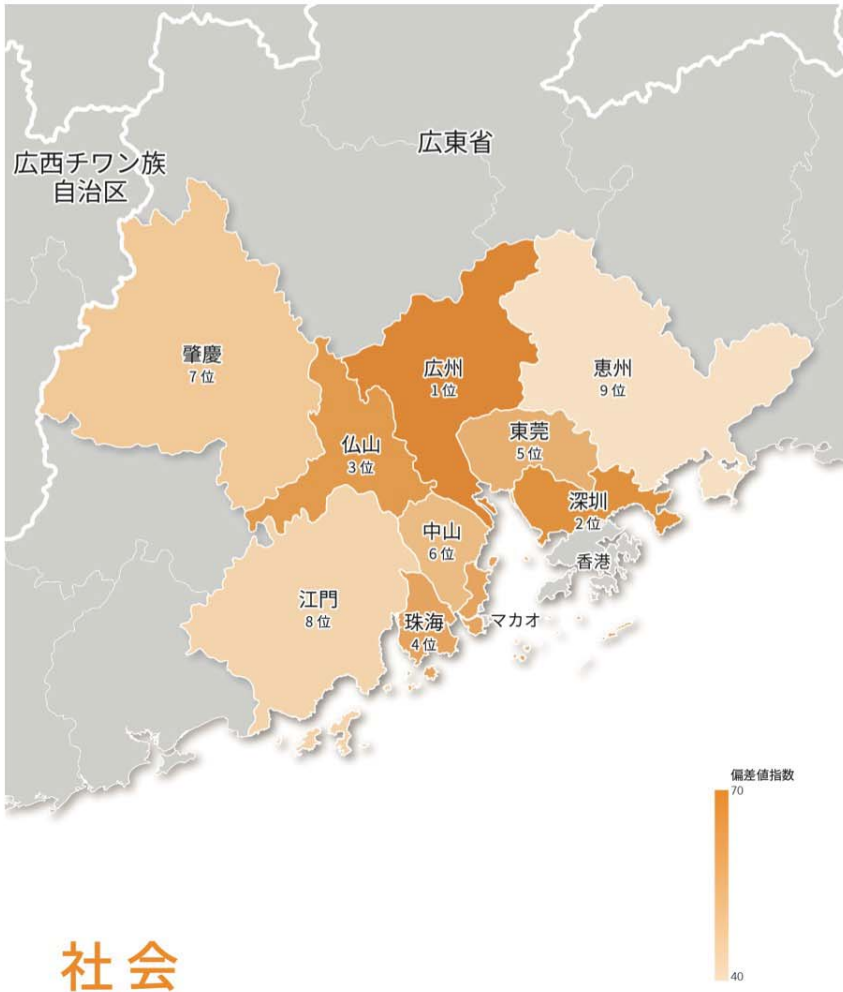 広東省
広西チワン族
自治区
肇慶
7位
広州
1位
恵州
9位
仏山
3位
東莞
5位
深圳
2位
中山
6位
香港
江門
8位
珠海
4位
マカオ
偏差値指数
70
40
社会